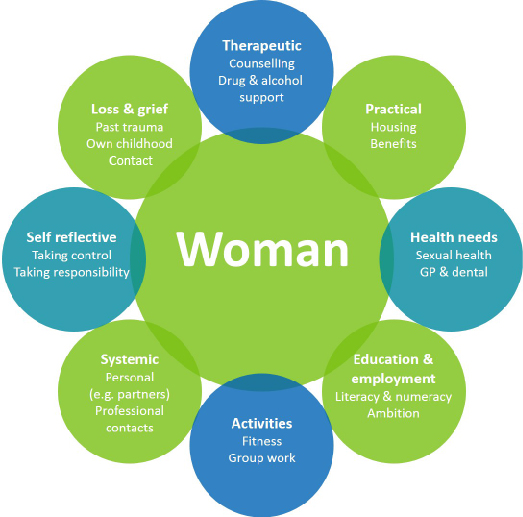 Therapeutic
Counselling
Drug & alcohol
support
Practical
Housing
Benefits
Health needs
Sexual health
GP & dental
Education &
employment
Literacy & numeracy
Ambition
Activities
Fitness
Group work
Systemic
Personal
(e.g. partners)
Professional
contacts
Self reflective
Taking control
Taking responsibility
Loss & grief
Past trauma
Own childhood
Contact
Woman